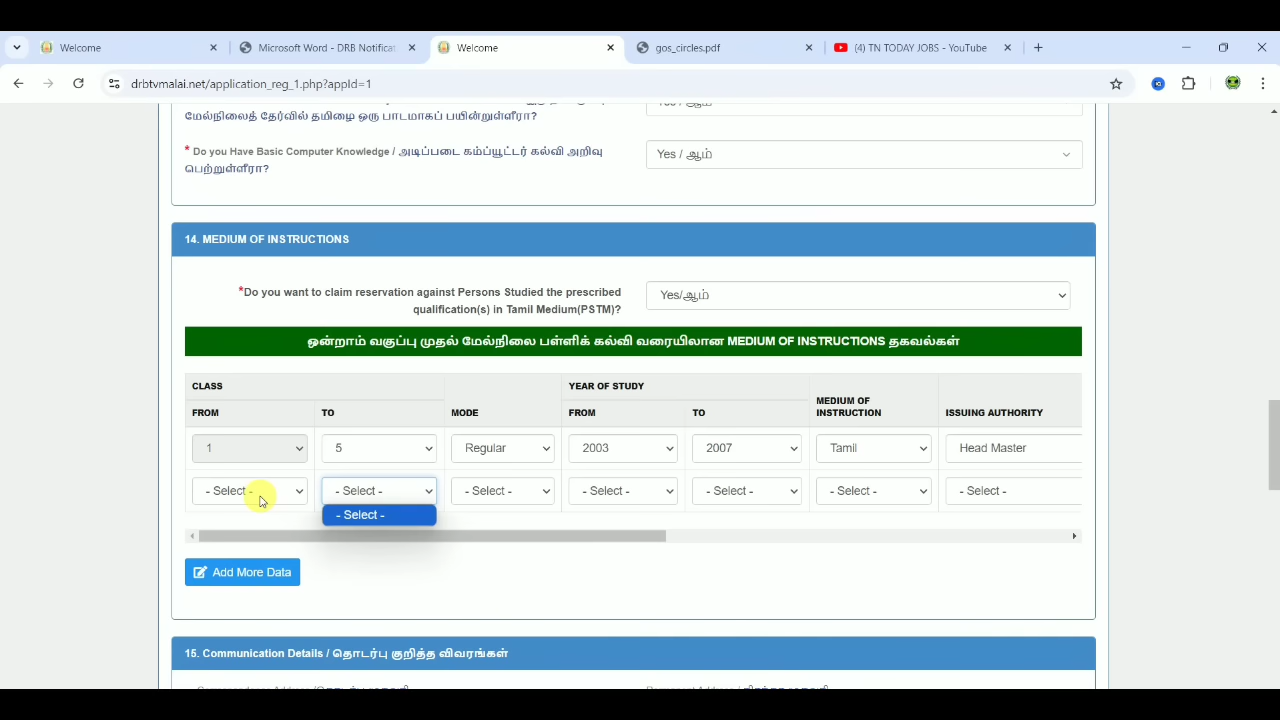 Welcome
Microsoft Word - DRB Notificat
Welcome
gos_circles.pdf
(4) TN TODAY JOBS - YouTube
drbtvmalai.net/application_reg_1.php?appId=1
மேல்நிலைத் தேர்வில் தமிழை ஒரு பாடமாகப் பயின்றுள்ளீரா?
Yes / ஆம்
* Do you Have Basic Computer Knowledge / அடிப்படை கம்ப்யூட்டர் கல்வி அறிவு
பெற்றுள்ளீரா?
Yes / ஆம்
14. MEDIUM OF INSTRUCTIONS
*Do you want to claim reservation against Persons Studied the prescribed
qualification(s) in Tamil Medium(PSTM)?
Yes/ஆம்
ஒன்றாம் வகுப்பு முதல் மேல்நிலை பள்ளிக் கல்வி வரையிலான MEDIUM OF INSTRUCTIONS தகவல்கள்
CLASS
YEAR OF STUDY
FROM
TO
MODE
FROM
TO
MEDIUM OF
INSTRUCTION
ISSUING AUTHORITY
1
5
Regular
2003
2007
Tamil
Head Master
- Select -
- Select -
- Select -
- Select -
- Select -
- Select -
- Select -
- Select -
Add More Data
15. Communication Details / தொடர்பு குறித்த விவரங்கள்